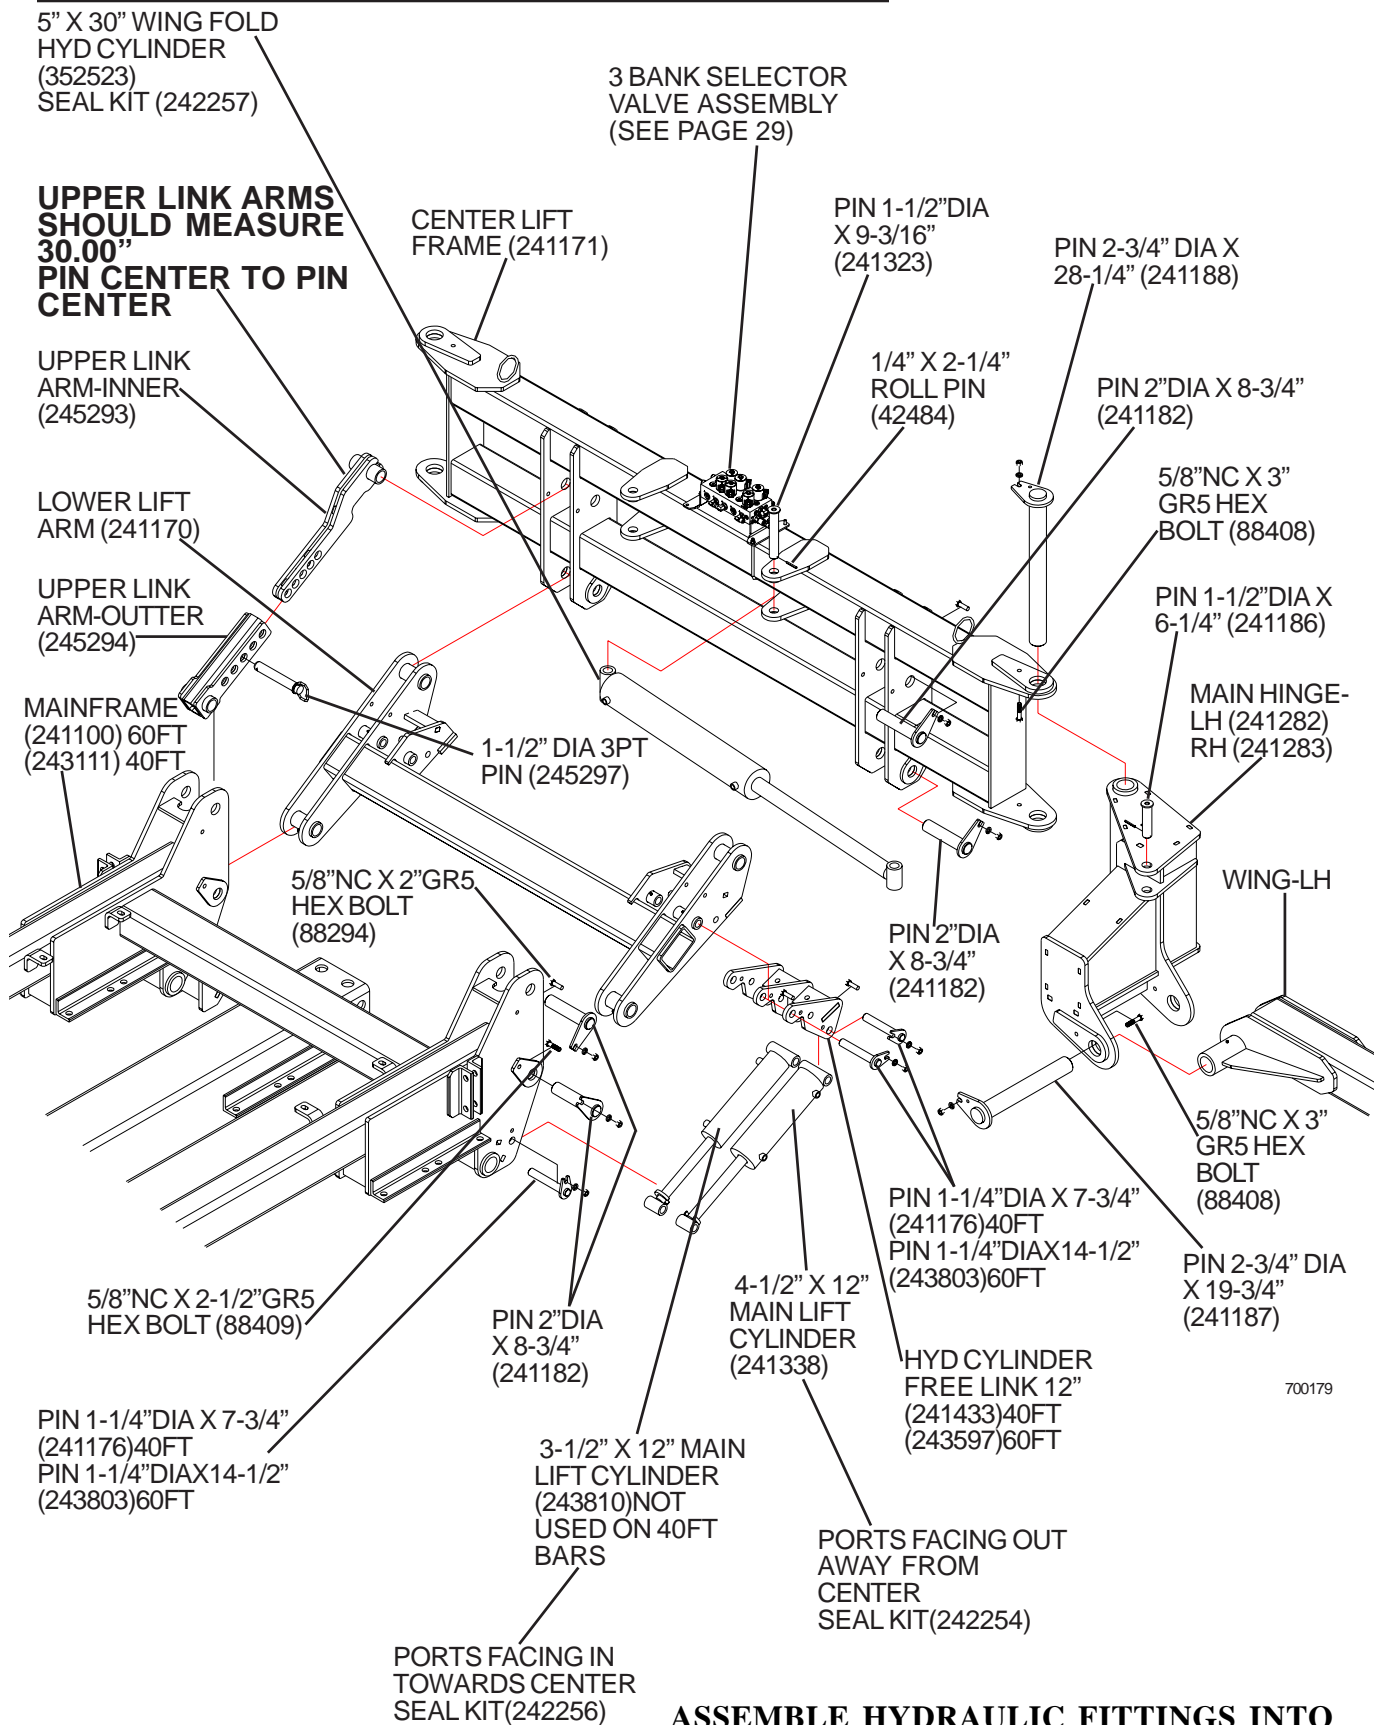 5” X 30” WING FOLD
HYD CYLINDER
(352523)
SEAL KIT (242257)
3 BANK SELECTOR
VALVE ASSEMBLY
(SEE PAGE 29)
UPPER LINK ARMS
SHOULD MEASURE
30.00”
PIN CENTER TO PIN
CENTER
CENTER LIFT
FRAME (241171)
PIN 1-1/2”DIA
X 9-3/16”
(241323)
PIN 2-3/4” DIA X
28-1/4” (241188)
UPPER LINK
ARM-INNER
(245293)
1/4” X 2-1/4”
ROLL PIN
(42484)
PIN 2”DIA X 8-3/4”
(241182)
5/8”NC X 3”
GR5 HEX
BOLT (88408)
LOWER LIFT
ARM (241170)
UPPER LINK
ARM-OUTTER
(245294)
PIN 1-1/2”DIA X
6-1/4” (241186)
MAINFRAME
(241100) 60FT
(243111) 40FT
1-1/2” DIA 3PT
PIN (245297)
MAIN HINGE-
LH (241282)
RH (241283)
5/8”NC X 2”GR5
HEX BOLT
(88294)
WING-LH
PIN 2”DIA
X 8-3/4”
(241182)
5/8”NC X 3”
GR5 HEX
BOLT
(88408)
PIN 1-1/4”DIA X 7-3/4”
(241176)40FT
PIN 1-1/4”DIAX14-1/2”
(243803)60FT
PIN 2-3/4” DIA
X 19-3/4”
(241187)
5/8”NC X 2-1/2”GR5
HEX BOLT (88409)
PIN 2”DIA
X 8-3/4”
(241182)
4-1/2” X 12”
MAIN LIFT
CYLINDER
(241338)
HYD CYLINDER
FREE LINK 12”
(241433)40FT
(243597)60FT
700179
PIN 1-1/4”DIA X 7-3/4”
(241176)40FT
PIN 1-1/4”DIAX14-1/2”
(243803)60FT
3-1/2” X 12” MAIN
LIFT CYLINDER
(243810)NOT
USED ON 40FT
BARS
PORTS FACING OUT
AWAY FROM
CENTER
SEAL KIT(242254)
PORTS FACING IN
TOWARDS CENTER
SEAL KIT(242256)
ASSEMBLE HYDRAULIC FITTINGS INTO